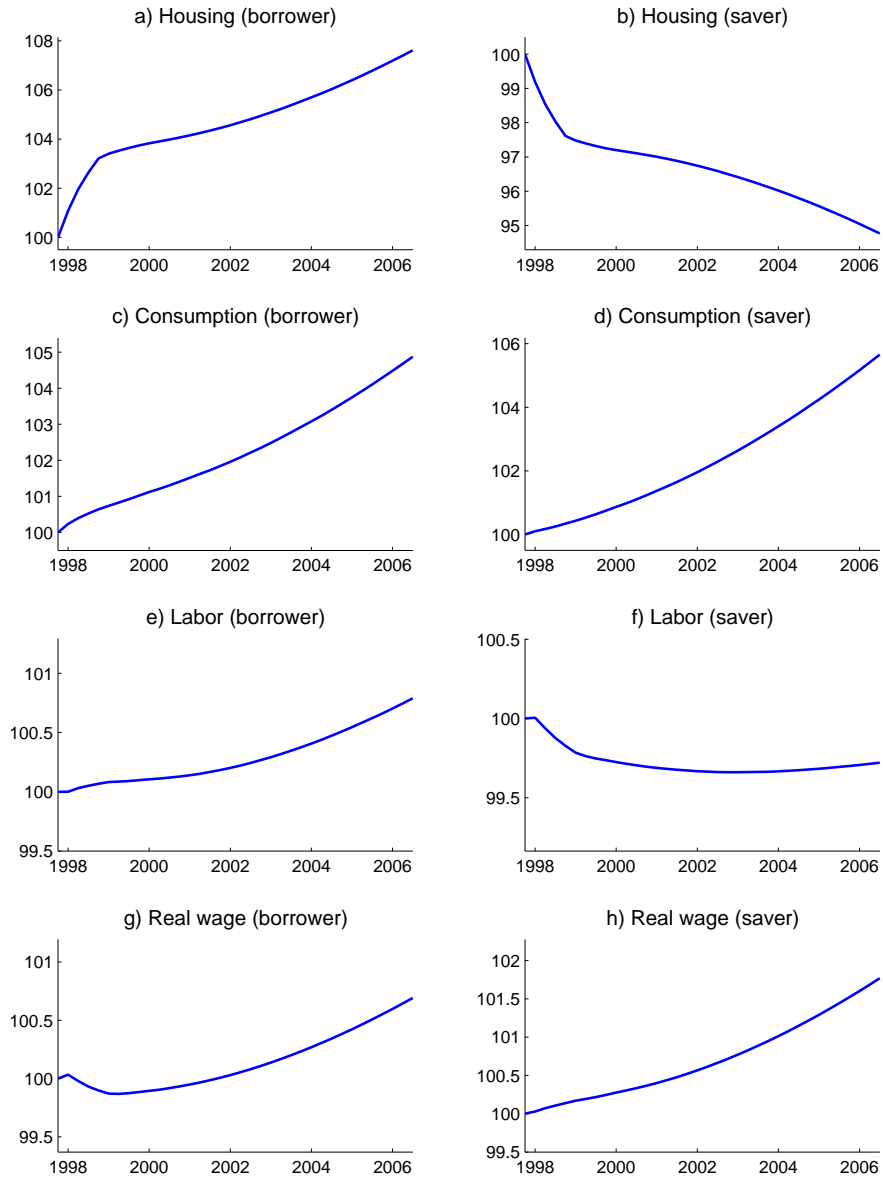 a) Housing (borrower)
108
106
104
102
100
1998 2000 2002 2004 2006
b) Housing (saver)
100
99
98
97
96
95
1998 2000 2002 2004 2006
c) Consumption (borrower)
105
104
103
102
101
100
1998 2000 2002 2004 2006
d) Consumption (saver)
106
104
102
100
1998 2000 2002 2004 2006
e) Labor (borrower)
101
100.5
100
99.5
1998 2000 2002 2004 2006
f) Labor (saver)
100.5
100
99.5
1998 2000 2002 2004 2006
g) Real wage (borrower)
101
100.5
100
99.5
1998 2000 2002 2004 2006
h) Real wage (saver)
102
101.5
101
100.5
100
99.5
1998 2000 2002 2004 2006